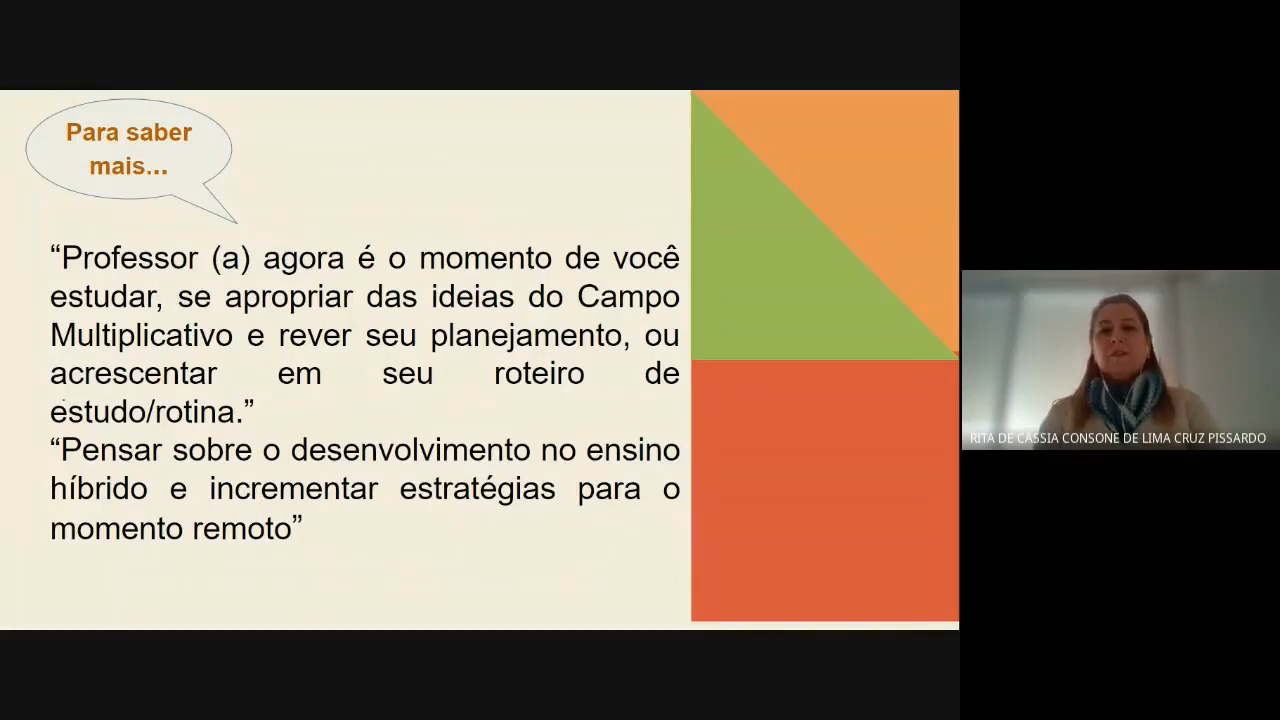 Para saber
mais...
“Professor (a) agora é o momento de você
estudar, se apropriar das ideias do Campo
Multiplicativo e rever seu planejamento, ou
acrescentar em seu roteiro de
estudo/rotina.”
“Pensar sobre o desenvolvimento no ensino
híbrido e incrementar estratégias para o
momento remoto”
RITA DE CASSIA CONSONE DE LIMA CRUZ PISSARDO